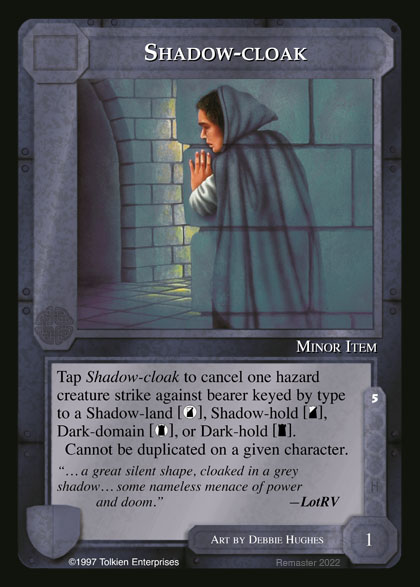 SHADOW-CLOAK
MINOR ITEM
Tap Shadow-cloak to cancel one hazard
creature strike against bearer keyed by type
to a Shadow-land [], Shadow-hold [],
Dark-domain [], or Dark-hold [].
Cannot be duplicated on a given character.
“… a great silent shape, cloaked in a grey
shadow… some nameless menace of power
and doom.” –LotRV
5
ART BY DEBBIE HUGHES
1
©1997 Tolkien Enterprises
Remaster 2022